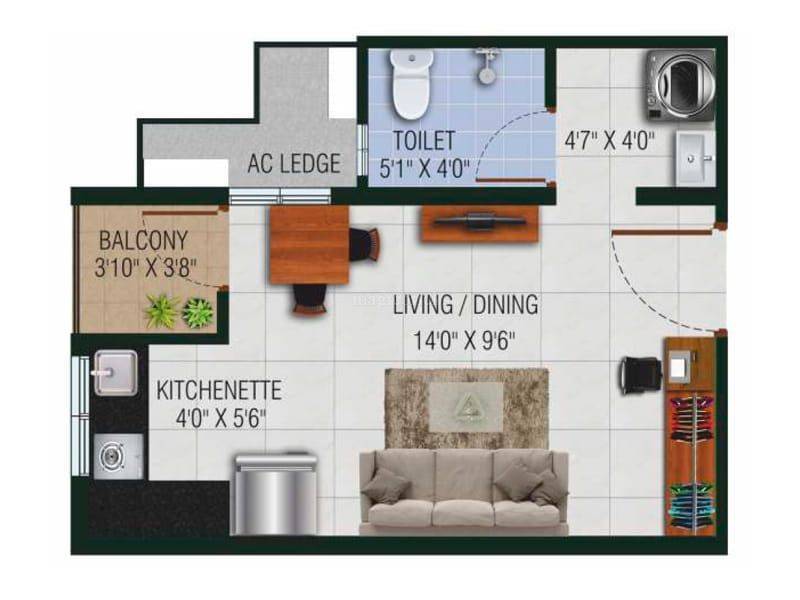 TOILET
5'1" X 4'0"
4'7" X 4'0"
AC LEDGE
BALCONY
3'10" X 3'8"
LIVING / DINING
14'0" X 9'6"
KITCHENETTE
4'0" X 5'6"